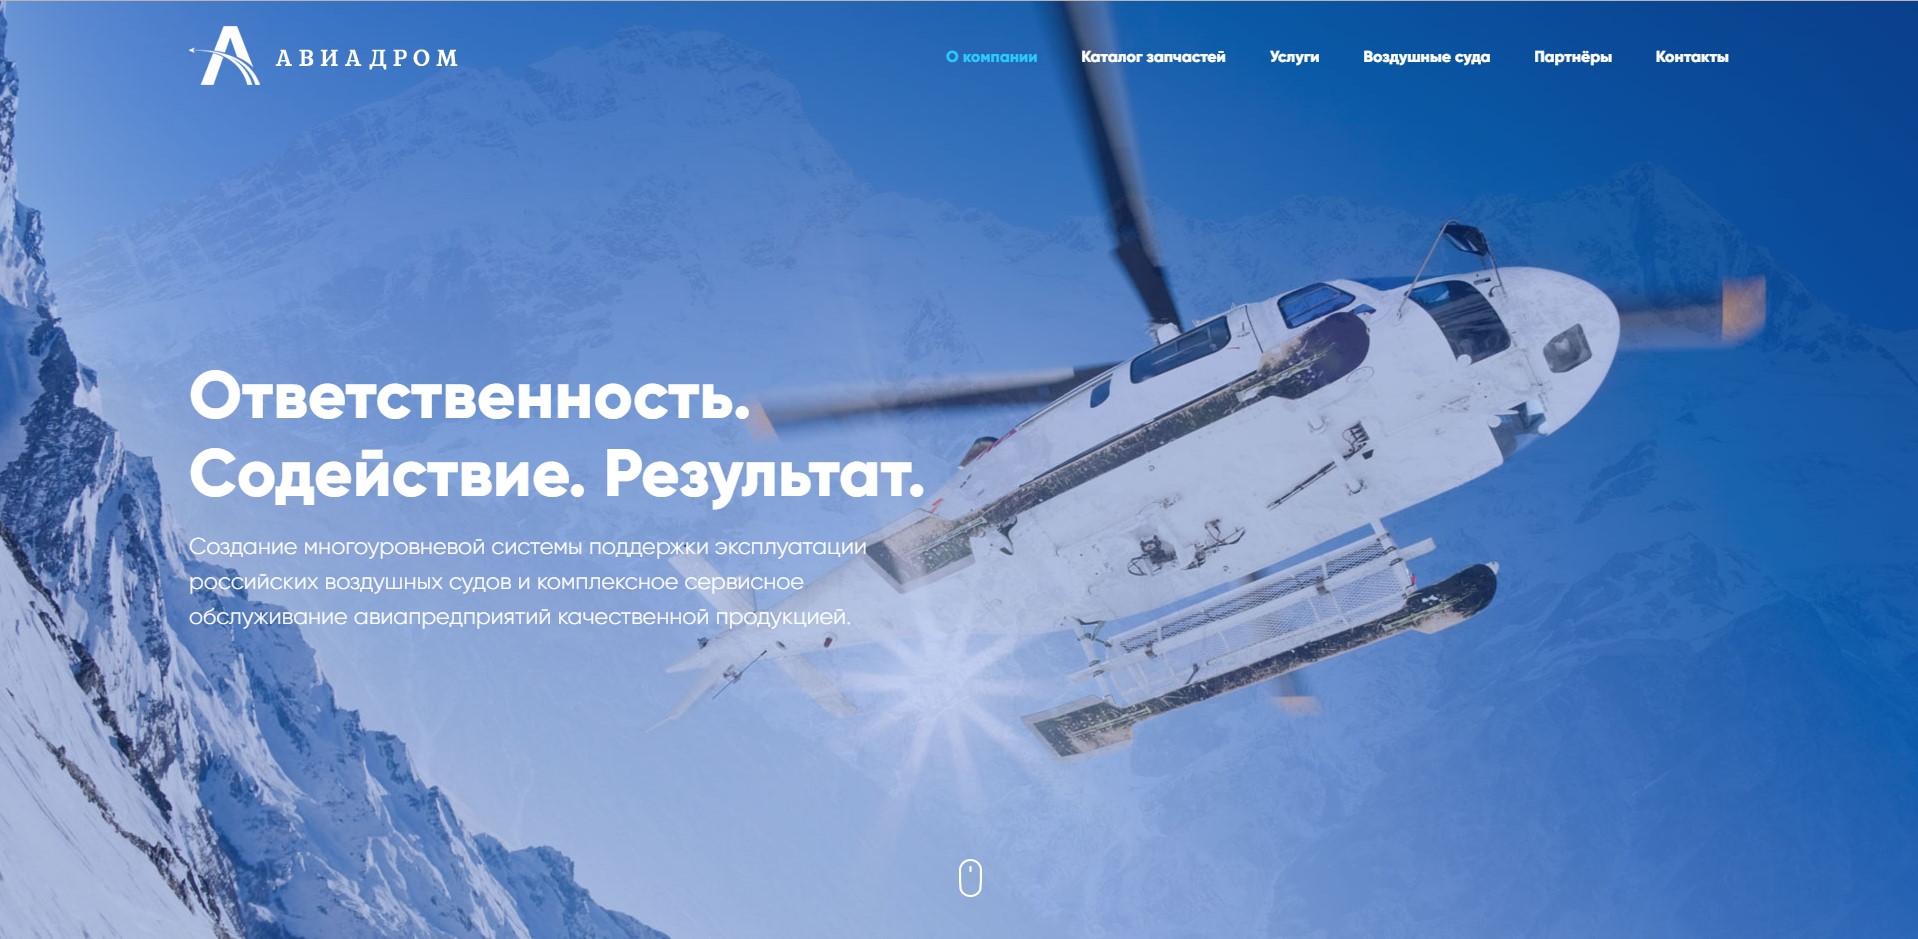 АВИАДРОМ
О компании Каталог запчастей Услуги Воздушные суда Партнёры Контакты
Ответственность.
Содействие. Результат.
Создание многоуровневой системы поддержки эксплуатации
российских воздушных судов и комплексное сервисное
обслуживание авиапредприятий качественной продукцией.